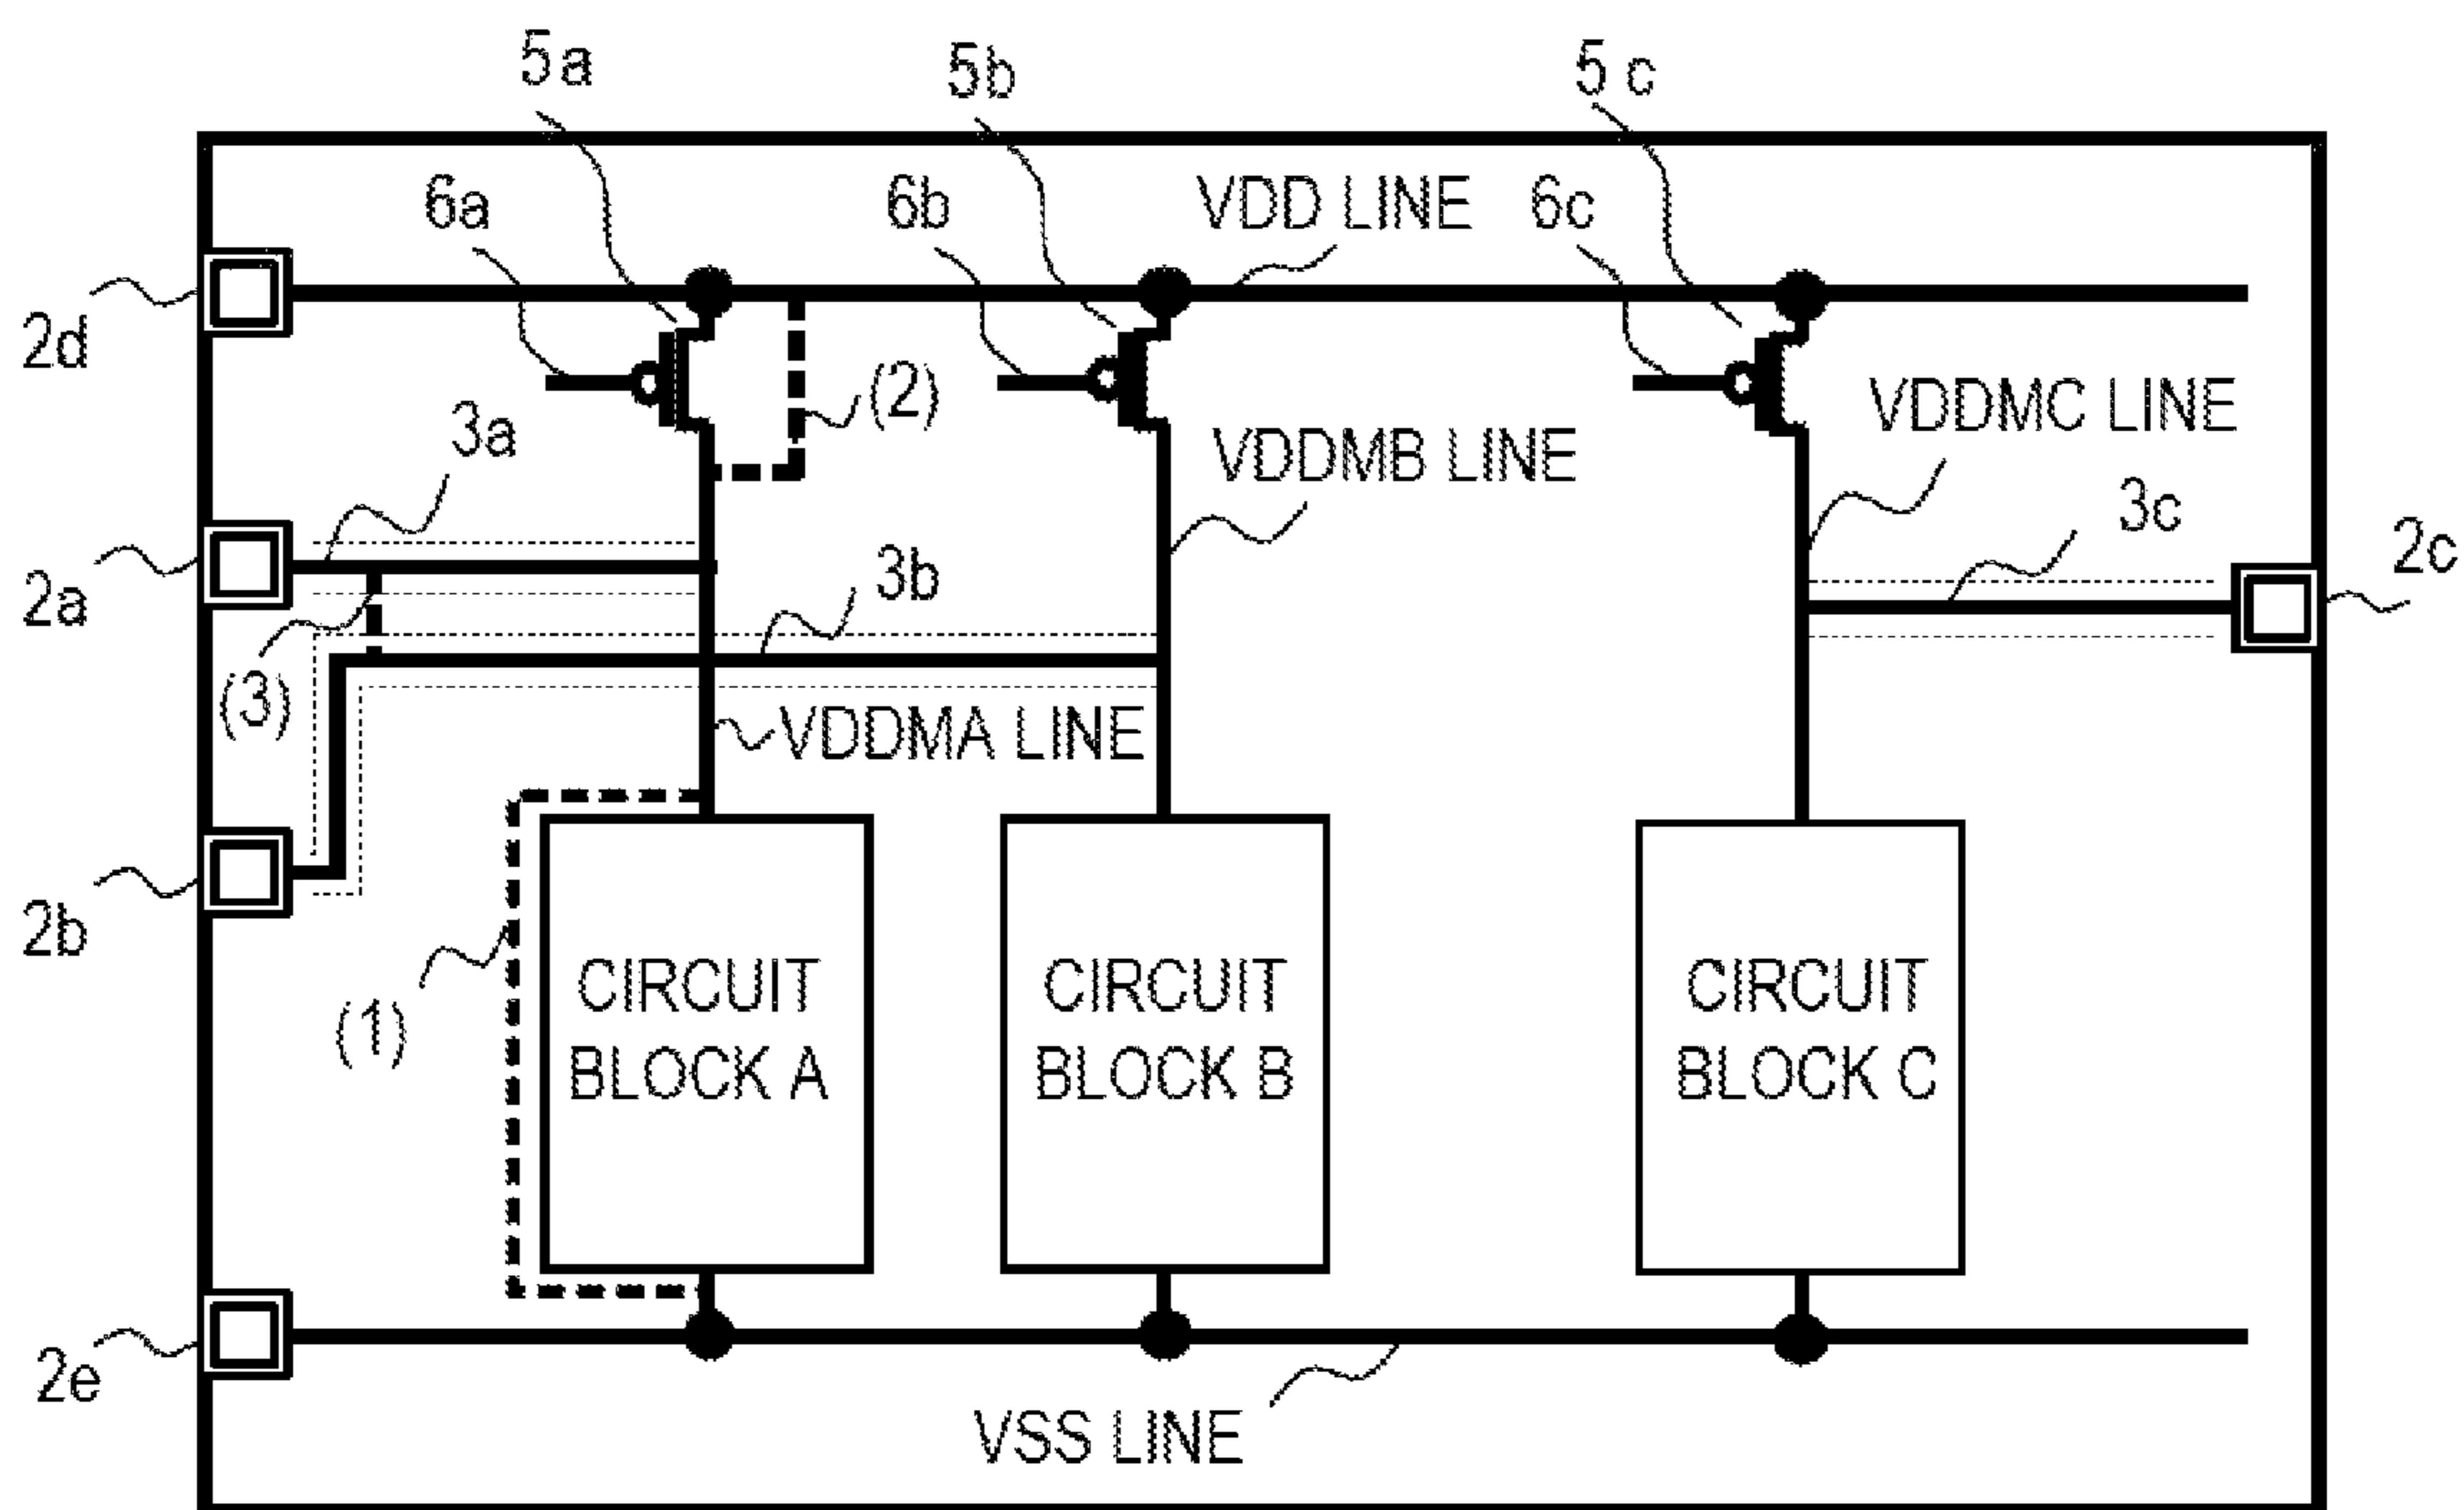 5a
5b
5 c
6a
6b
VDD LINE
6c
2d
(2)
3a
VDDMC LINE
VDDMB LINE
3c
2c
2a
3b
(3)
VDDMA LINE
2b
CIRCUIT
BLOCK A
CIRCUIT
BLOCK B
CIRCUIT
BLOCK C
(1)
2e
VSS LINE